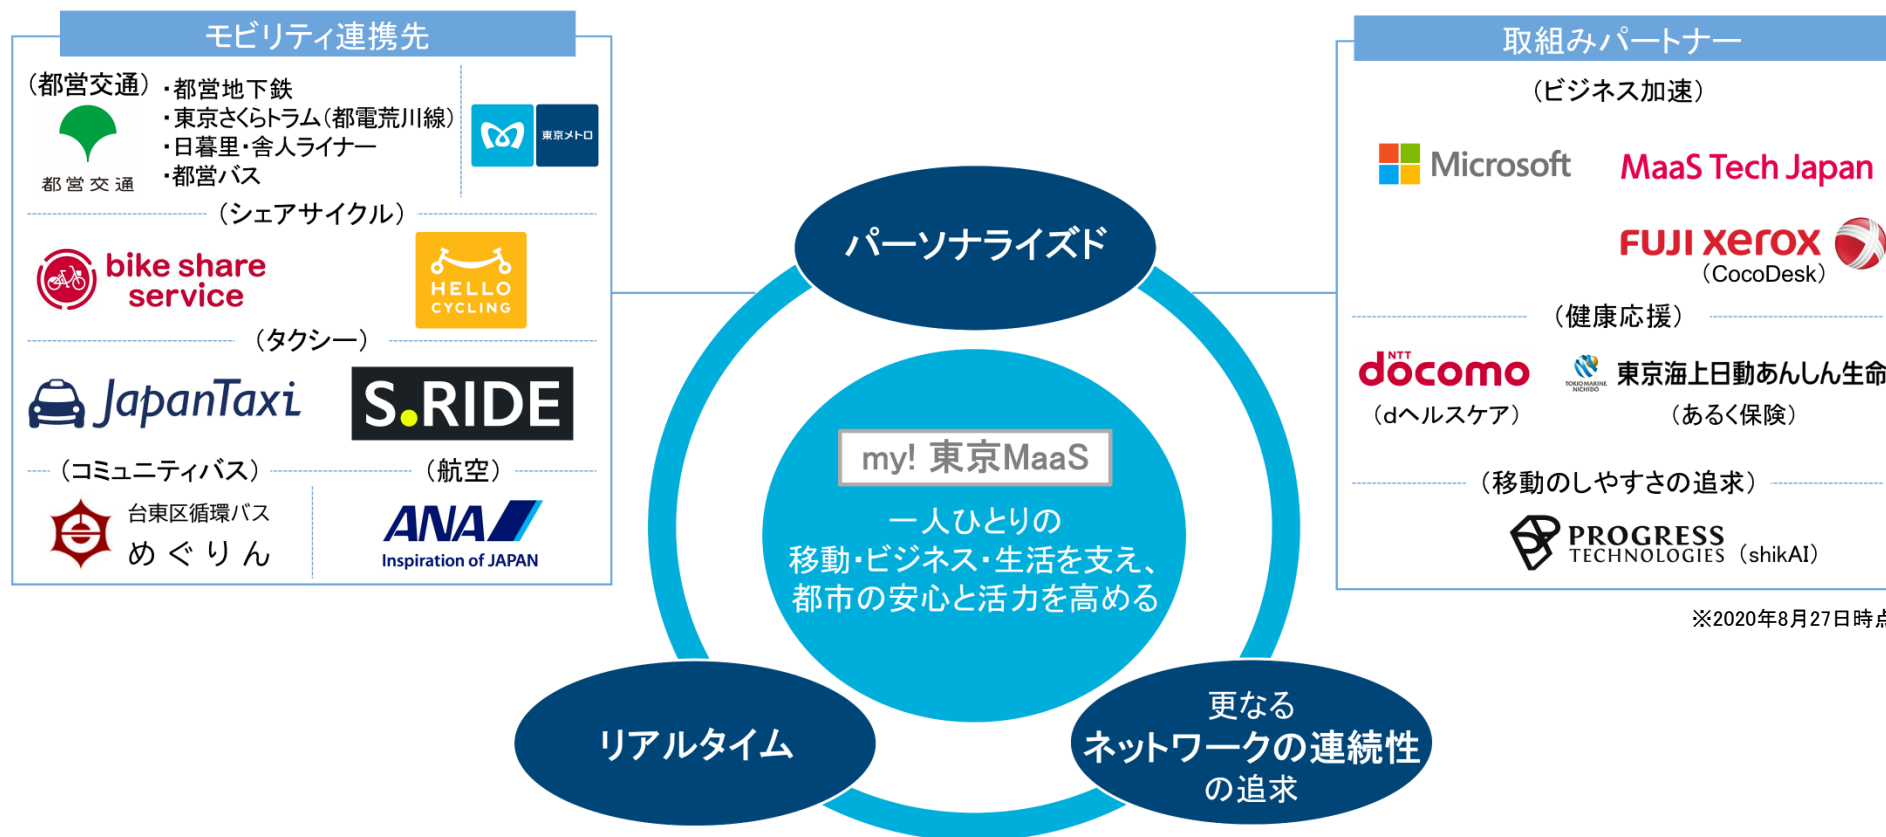 モビリティ連携先
(都営交通)
都営交通
・都営地下鉄
・東京さくらトラム(都電荒川線)
・日暮里・舎人ライナー
・都営バス
東京メトロ
(シェアサイクル)
bike share
service
HELLO
CYCLING
(タクシー)
JapanTaxi
S.RIDE
(コミュニティバス)
台東区循環バス
めぐりん
(航空)
ANA
Inspiration of JAPAN
パーソナライズド
my! 東京MaaS
一人ひとりの
移動・ビジネス・生活を支え、
都市の安心と活力を高める
リアルタイム
更なる
ネットワークの連続性
の追求
取組みパートナー
(ビジネス加速)
Microsoft
MaaS Tech Japan
FUJI xerox
(CocoDesk)
(健康応援)
NTT
döcomo
(dヘルスケア)
TOKIO MARINE
NICHIDO
東京海上日動あんしん生命
(あるく保険)
(移動のしやすさの追求)
PROGRESS
TECHNOLOGIES
(shikAI)
※2020年8月27日時点